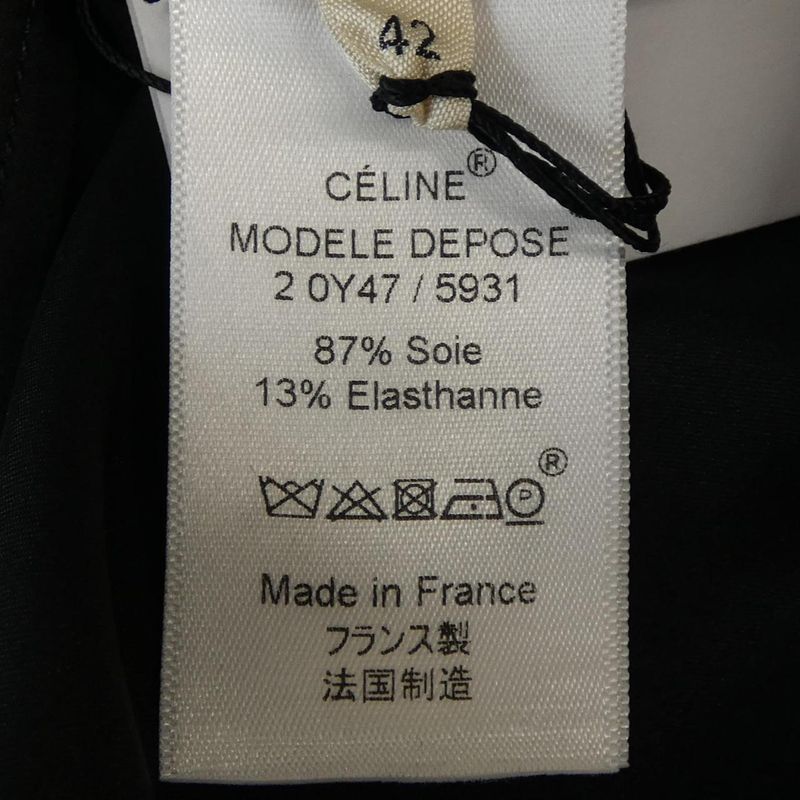 42
CÉLINE®
MODELE DEPOSE
2 0Y47 / 5931
87% Soie
13% Elasthanne
®
P
Made in France
フランス製
法国制造